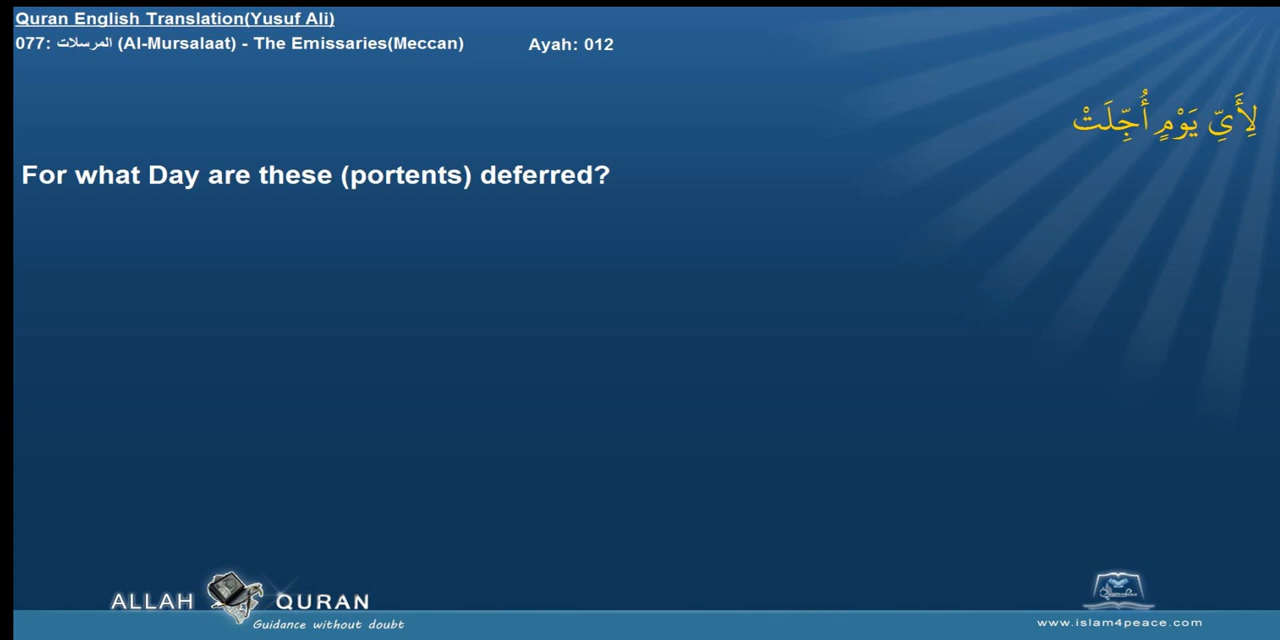 Quran English Translation(Yusuf Ali)
077: المرسلات (Al-Mursalaat) - The Emissaries(Meccan) Ayah: 012
لِأَيِّ يَوْمٍ أُجِّلَتْ
For what Day are these (portents) deferred?
ALLAH QURAN
Guidance without doubt
www.islam4peace.com